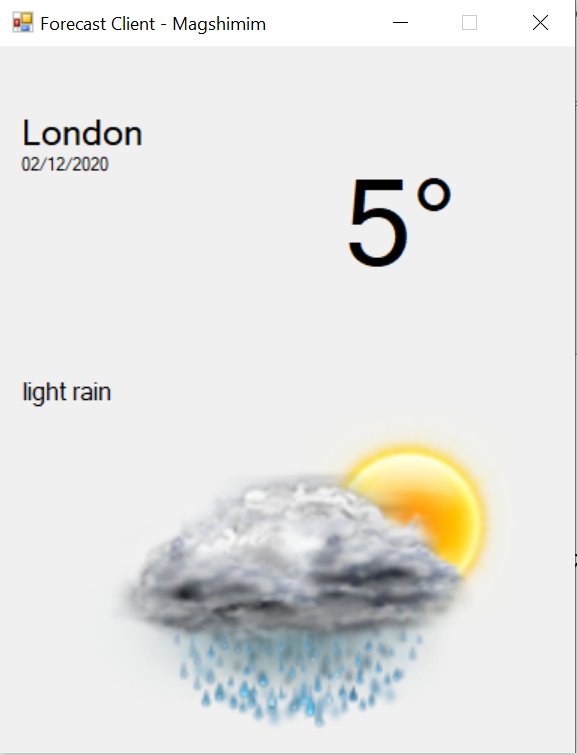 Forecast Client - Magshimim
London
02/12/2020
5°
light rain